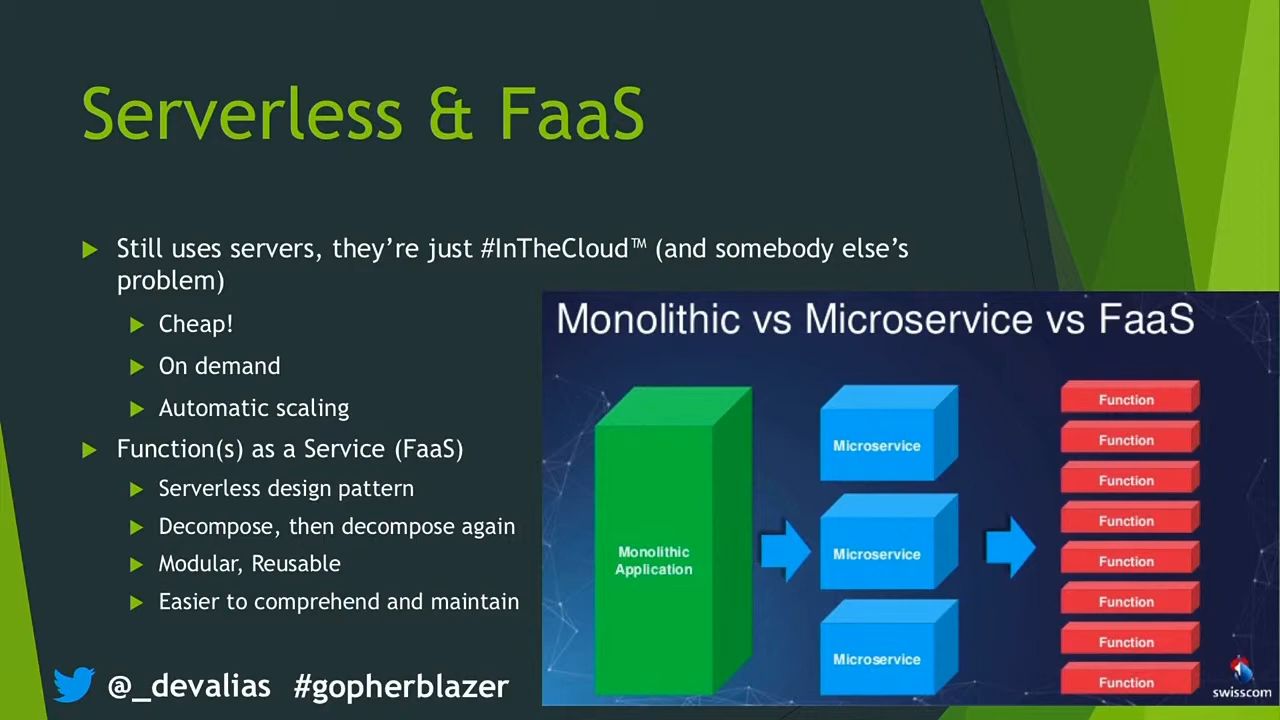 Serverless & FaaS
Still uses servers, they're just #InTheCloud™ (and somebody else's
problem)
Cheap!
On demand
Automatic scaling
Function(s) as a Service (FaaS)
Serverless design pattern
Decompose, then decompose again
Modular, Reusable
Easier to comprehend and maintain
Monolithic vs Microservice vs FaaS
Monolithic
Application
Microservice
Microservice
Microservice
Function
Function
Function
Function
Function
Function
Function
Function
swisscom
@_devalias #gopherblazer